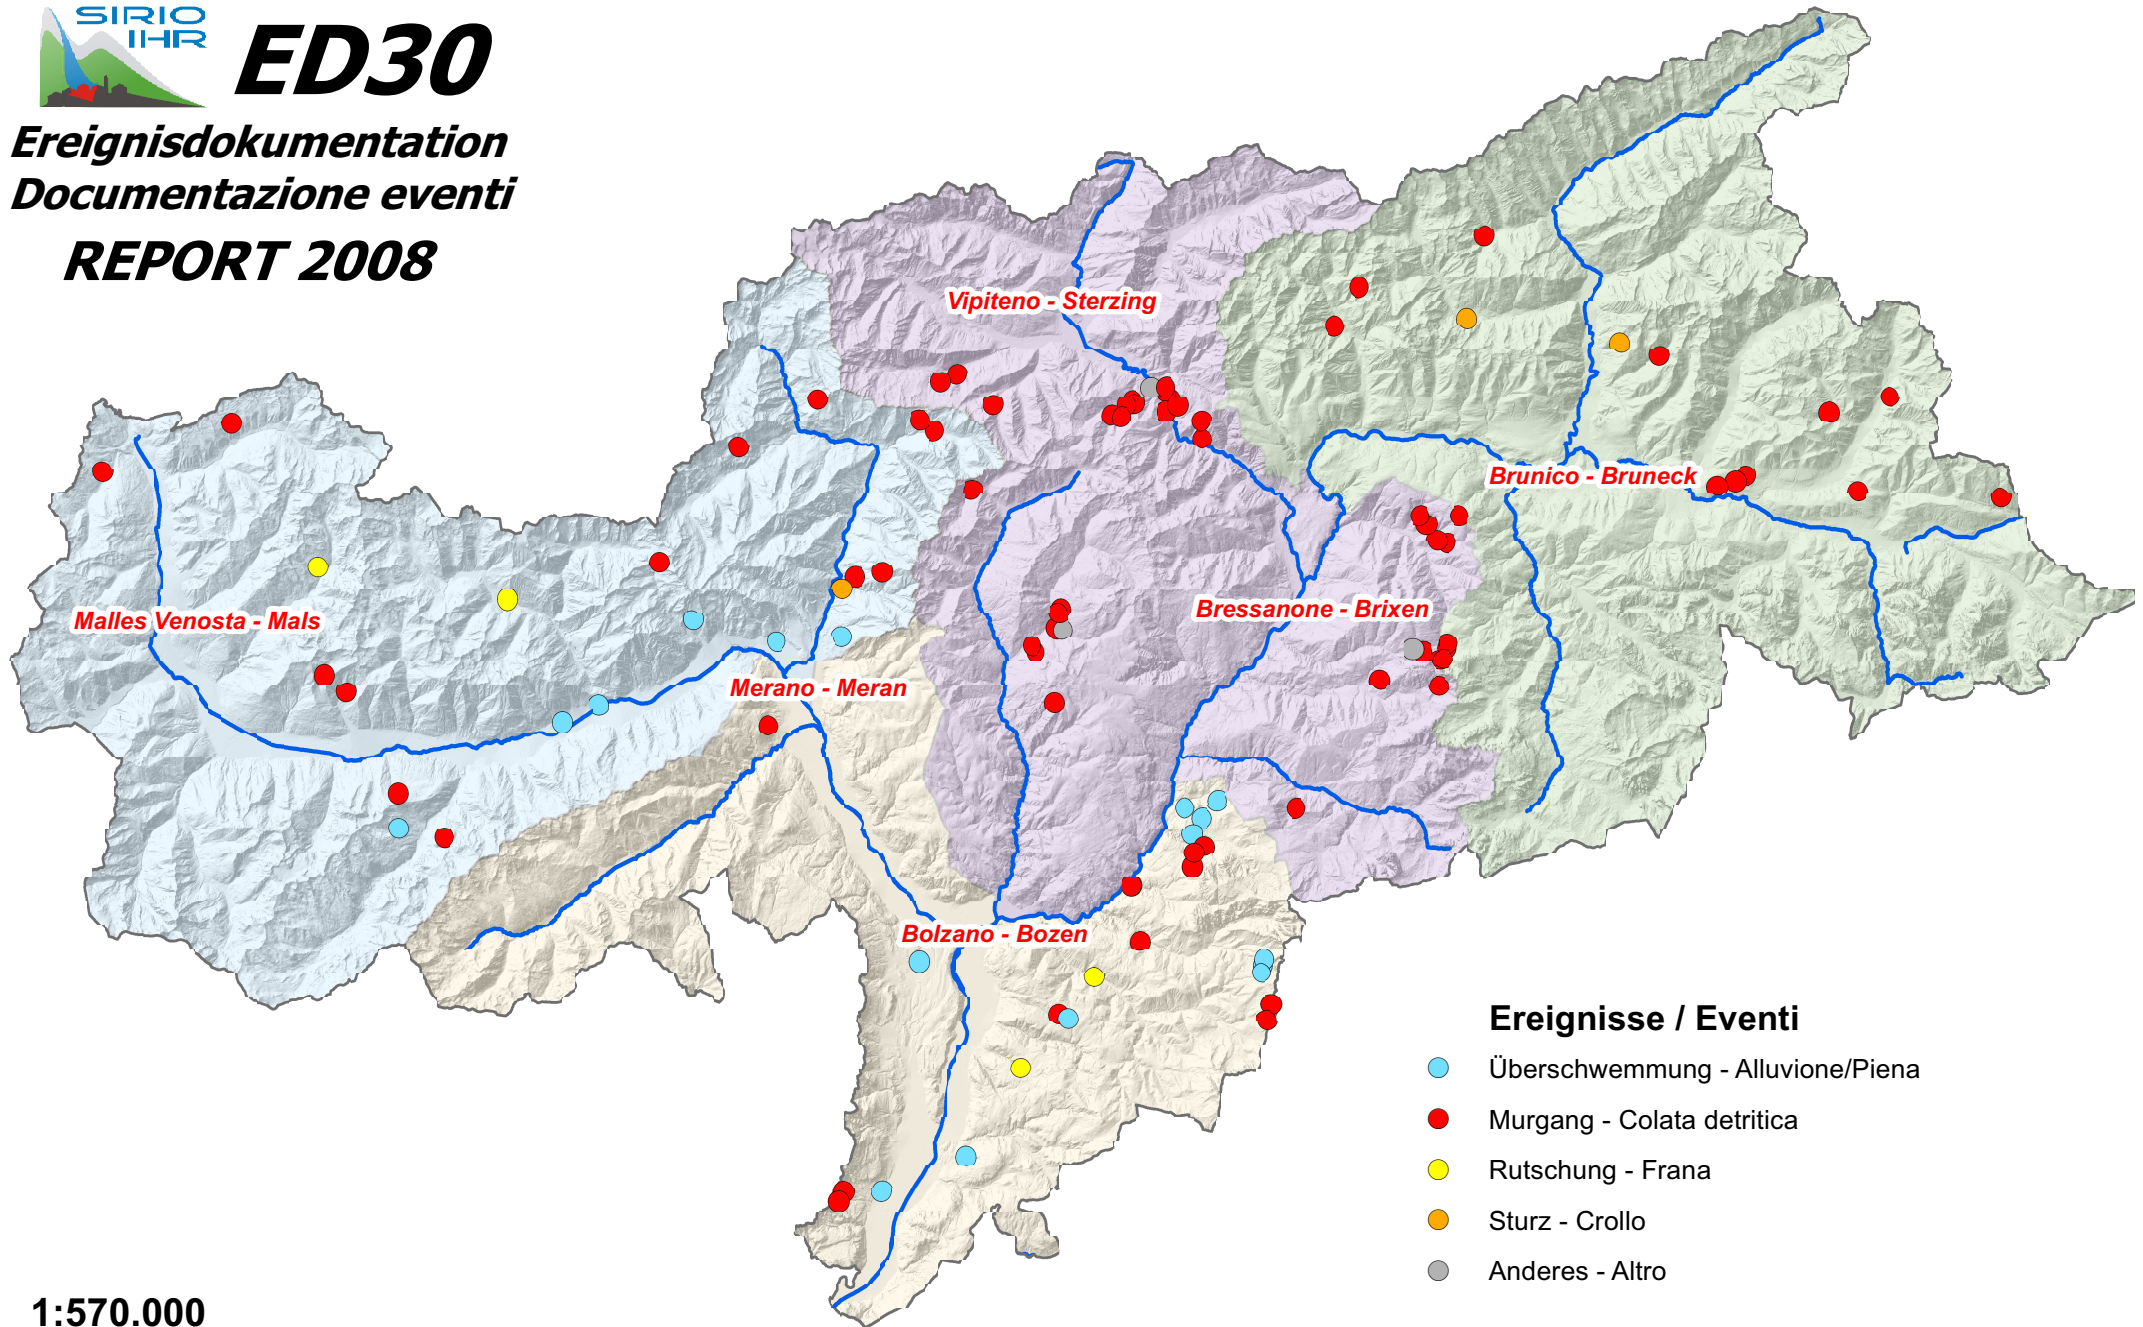 SIRIO
IHR
ED30
Ereignisdokumentation
Documentazione eventi
REPORT 2008
Vipiteno - Sterzing
Brunico - Bruneck
Malles Venosta - Mals
Bressanone - Brixen
Merano - Meran
Bolzano - Bozen
Ereignisse / Eventi
Überschwemmung - Alluvione/Piena
Murgang - Colata detritica
Rutschung - Frana
Sturz - Crollo
Anderes - Altro
1:570.000